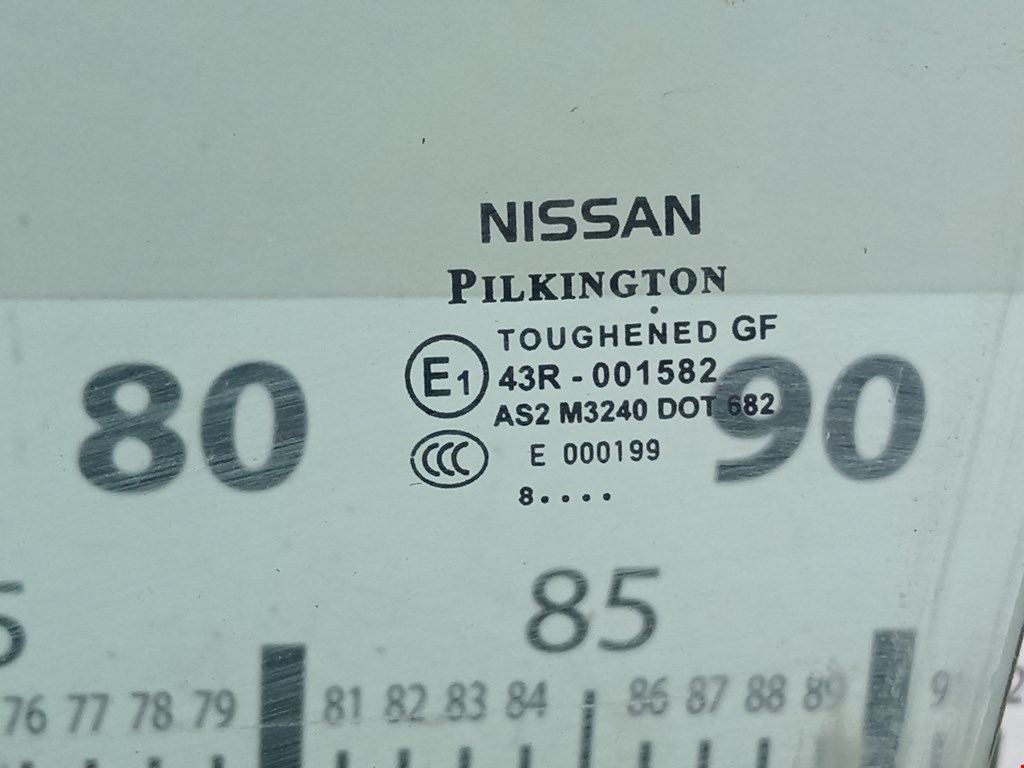 NISSAN
PILKINGTON
TOUGHENED GF
E1 43R - 001582
AS2 M3240 DOT 682
CCC E 000199
8....
80 90
85
76 77 78 79 81 82 83 84 86 87 88 89